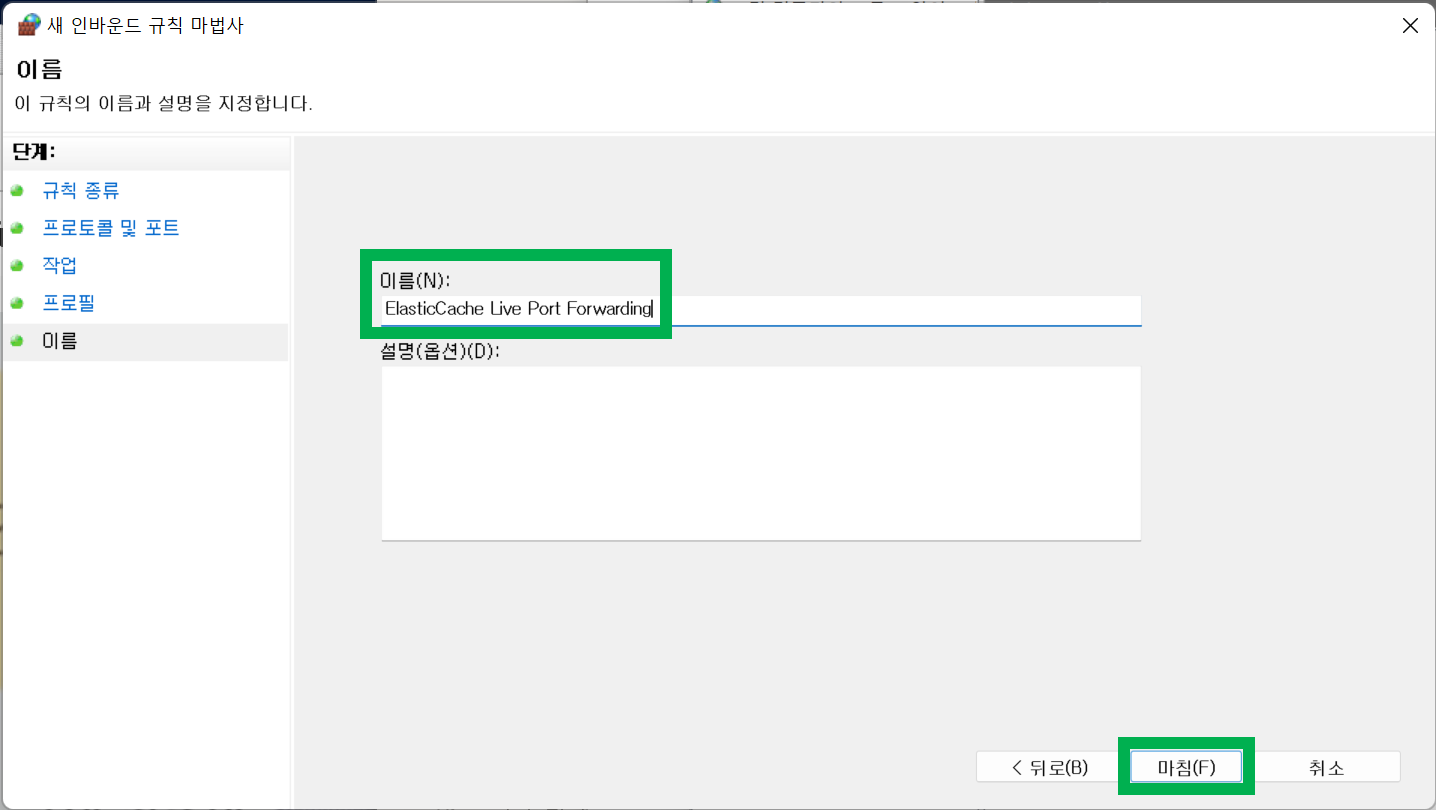 새 인바운드 규칙 마법사
이름
이 규칙의 이름과 설명을 지정합니다.
단계:
규칙 종류
프로토콜 및 포트
작업
프로필
이름
이름(N):
ElasticCache Live Port Forwarding
설명(옵션)(D):
< 뒤로(B)
마침(F)
취소